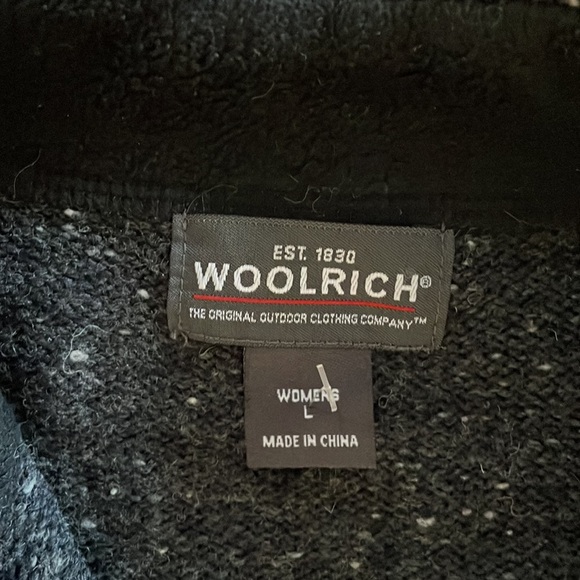 EST. 1830
WOOLRICH®
THE ORIGINAL OUTDOOR CLOTHING COMPANY™
WOMENS
L
MADE IN CHINA